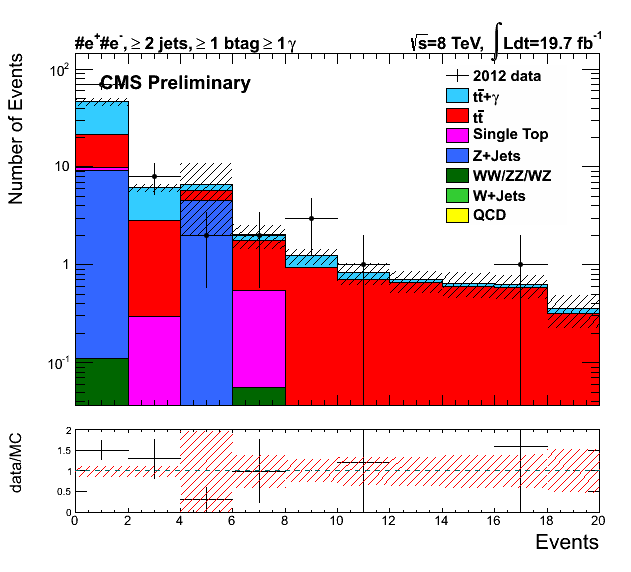 #e⁺#e⁻, ≥ 2 jets, ≥ 1 btag ≥ 1 γ
√s=8 TeV, ∫Ldt=19.7 fb⁻¹
CMS Preliminary
2012 data
tt̄+γ
tt̄
Single Top
Z+Jets
WW/ZZ/WZ
W+Jets
QCD
Number of Events
10²
10
1
10⁻¹
data/MC
2
1.5
1
0.5
0
0 2 4 6 8 10 12 14 16 18 20
Events